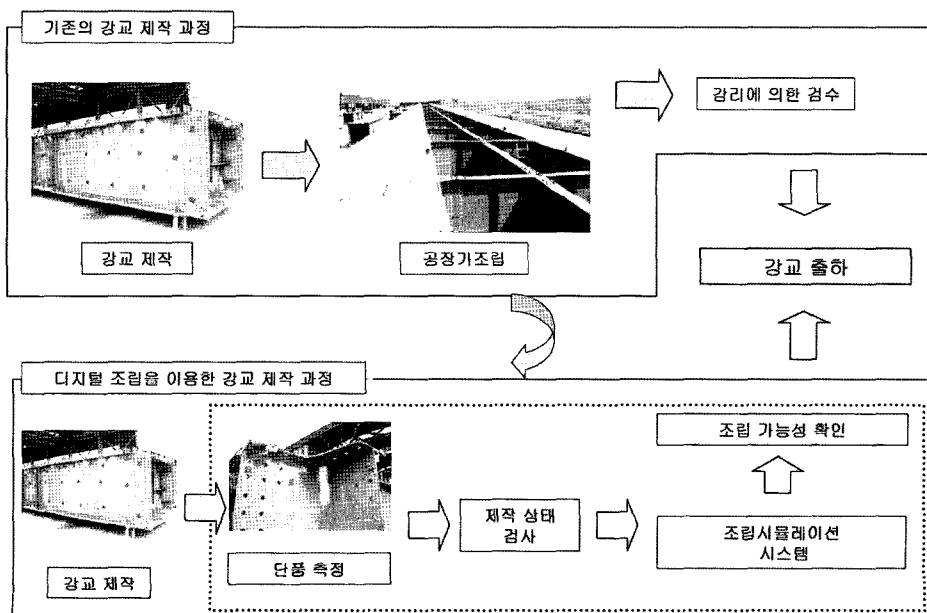 기존의 강교 제작 과정
강교 제작
공장가조립
감리에 의한 검수
강교 출하
디지털 조립을 이용한 강교 제작 과정
강교 제작
단품 측정
제작 상태
검사
조립시뮬레이션
시스템
조립 가능성 확인